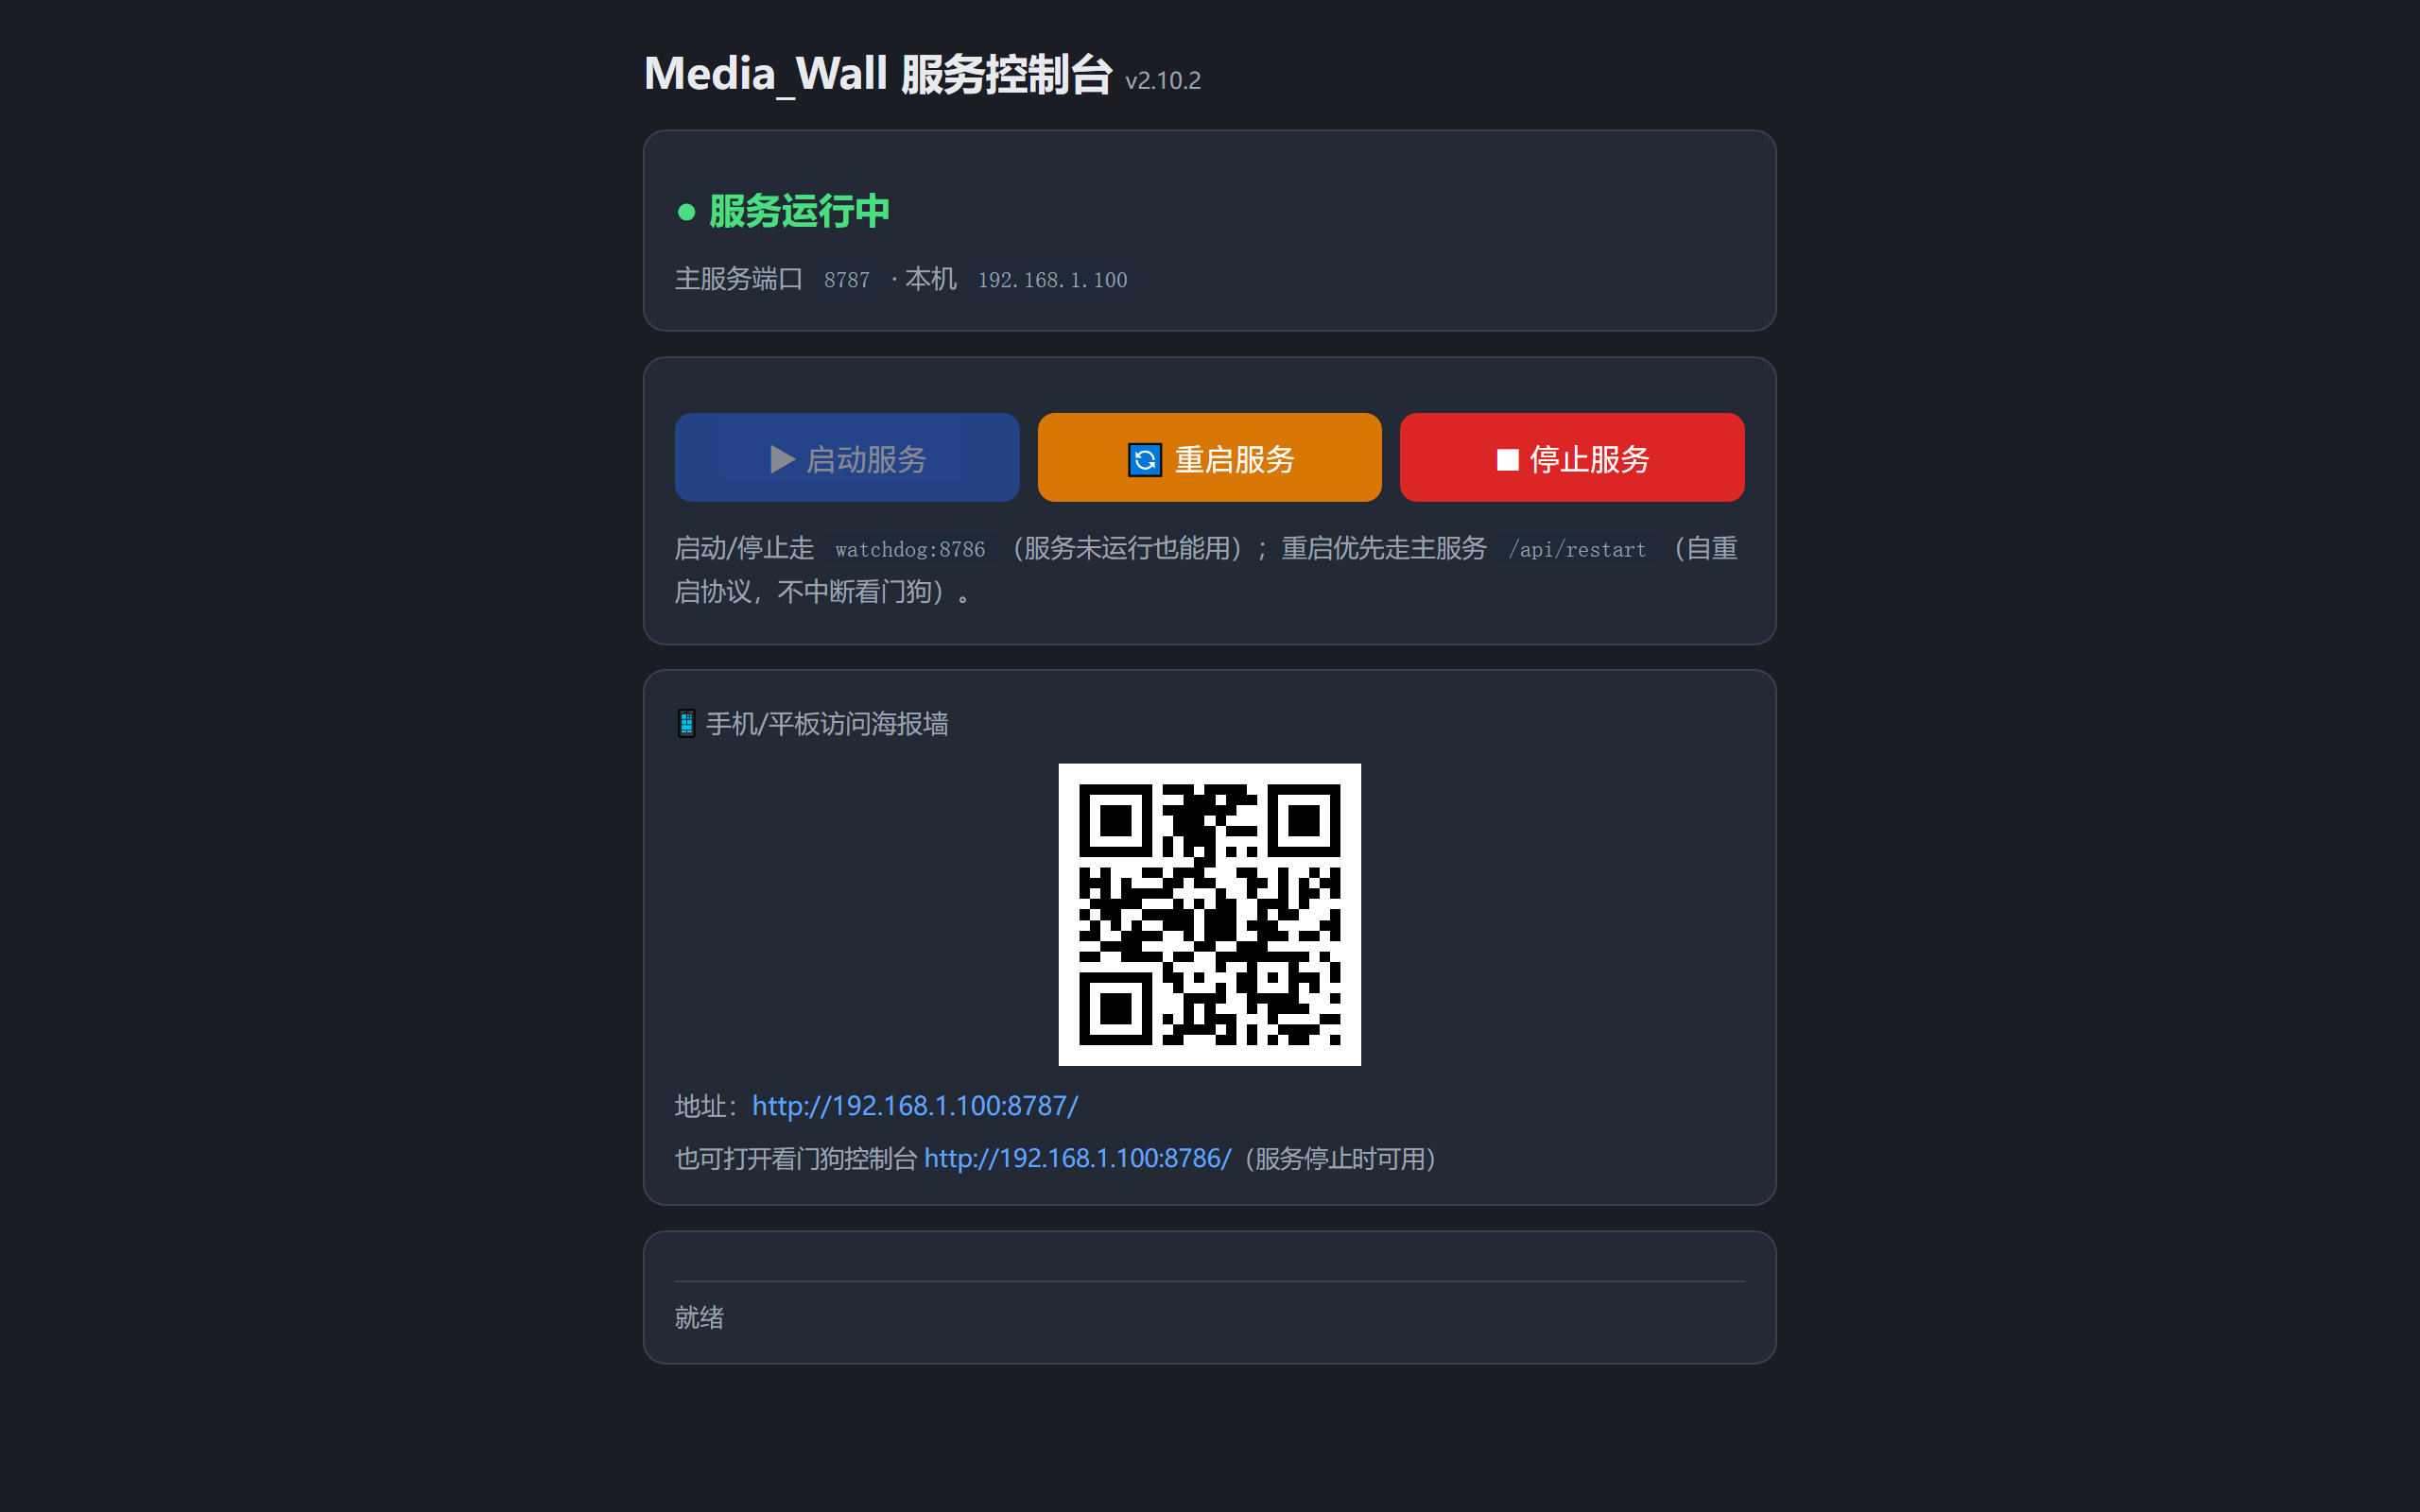 Media_Wall 服务控制台 v2.10.2
● 服务运行中
主服务端口 8787 · 本机 192.168.1.100
▶ 启动服务
🔄 重启服务
■ 停止服务
启动/停止走 watchdog:8786 （服务未运行也能用）；重启优先走主服务 /api/restart （自重
启协议，不中断看门狗）。
📱 手机/平板访问海报墙
地址：http://192.168.1.100:8787/
也可打开看门狗控制台 http://192.168.1.100:8786/（服务停止时可用）
就绪